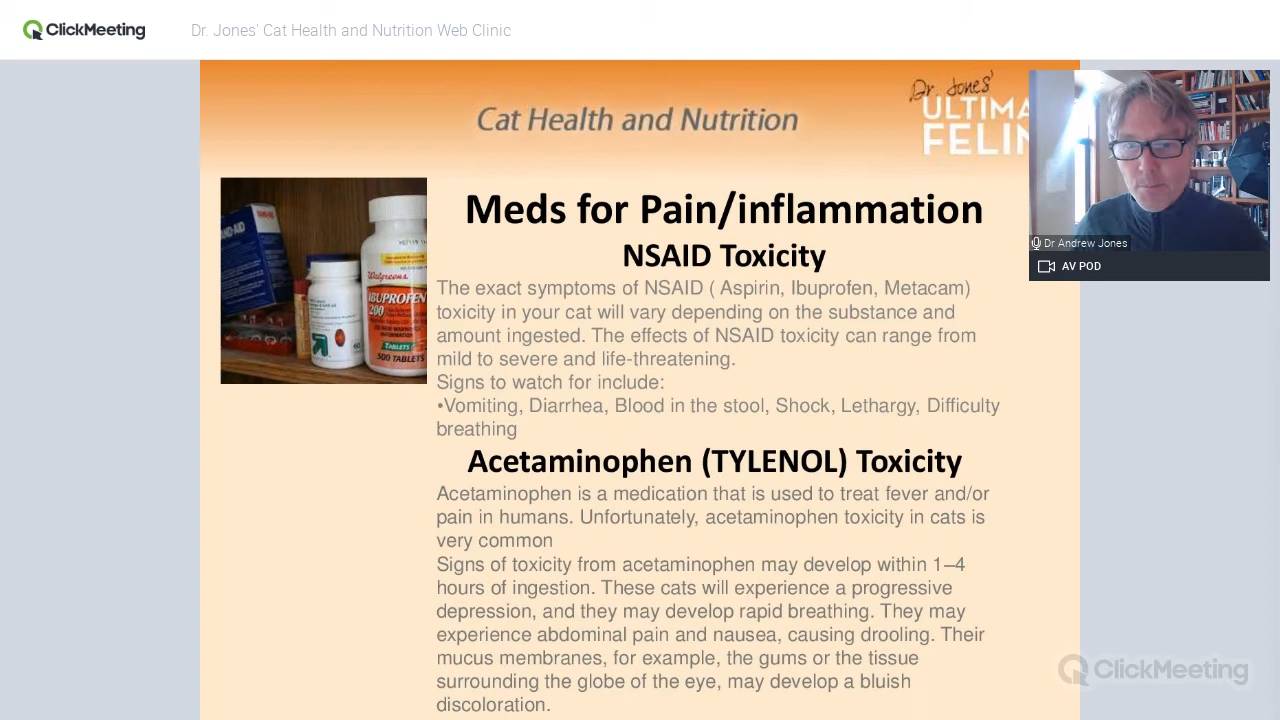 ClickMeeting
Dr. Jones' Cat Health and Nutrition Web Clinic
Dr. Jones'
ULTIMA
FELIN
Cat Health and Nutrition
Dr Andrew Jones
AV POD
BAND-AID
Walgreens
IBUPROFEN
200
TABLETS
500 TABLETS
Meds for Pain/inflammation
NSAID Toxicity
The exact symptoms of NSAID ( Aspirin, Ibuprofen, Metacam)
toxicity in your cat will vary depending on the substance and
amount ingested. The effects of NSAID toxicity can range from
mild to severe and life-threatening.
Signs to watch for include:
•Vomiting, Diarrhea, Blood in the stool, Shock, Lethargy, Difficulty
breathing
Acetaminophen (TYLENOL) Toxicity
Acetaminophen is a medication that is used to treat fever and/or
pain in humans. Unfortunately, acetaminophen toxicity in cats is
very common
Signs of toxicity from acetaminophen may develop within 1–4
hours of ingestion. These cats will experience a progressive
depression, and they may develop rapid breathing. They may
experience abdominal pain and nausea, causing drooling. Their
mucus membranes, for example, the gums or the tissue
surrounding the globe of the eye, may develop a bluish
discoloration.
ClickMeeting